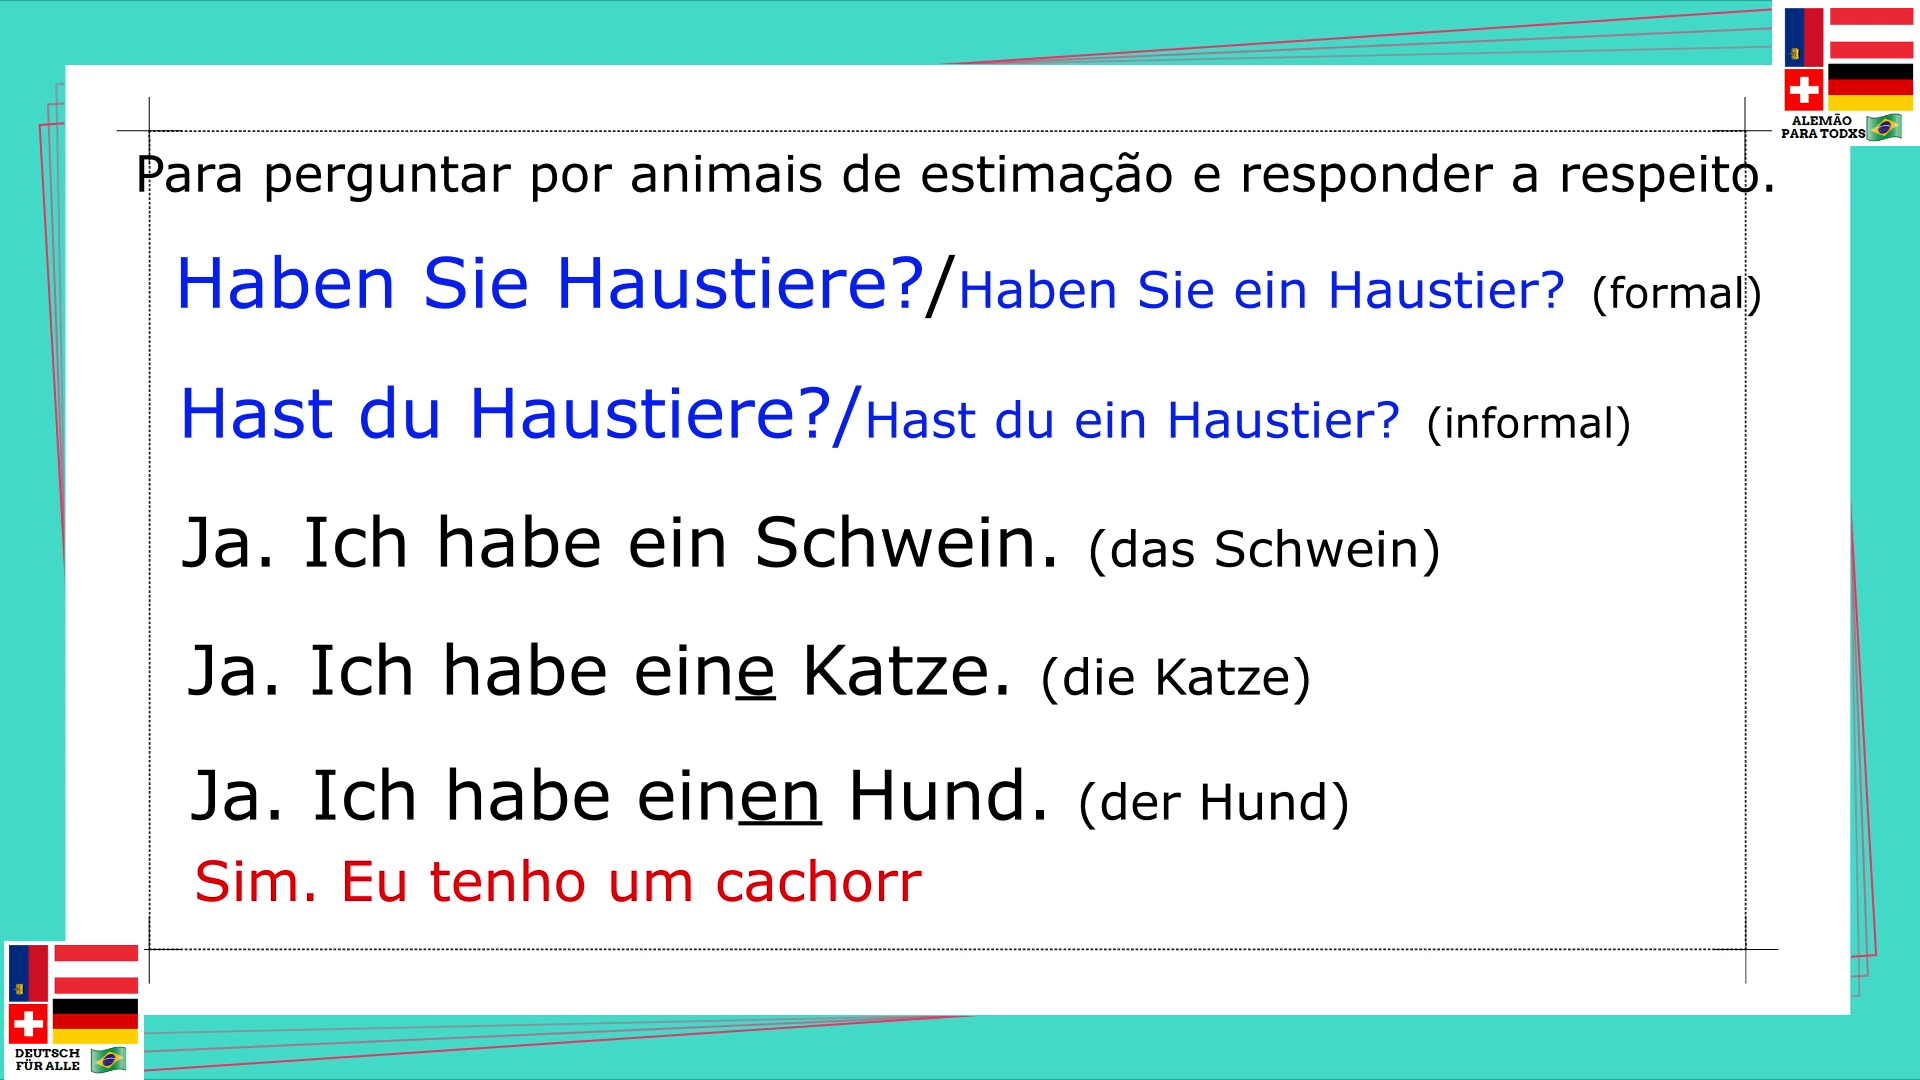 ALEMÃO
PARA TODXS
Para perguntar por animais de estimação e responder a respeito.
Haben Sie Haustiere?/Haben Sie ein Haustier? (formal)
Hast du Haustiere?/Hast du ein Haustier? (informal)
Ja. Ich habe ein Schwein. (das Schwein)
Ja. Ich habe eine Katze. (die Katze)
Ja. Ich habe einen Hund. (der Hund)
Sim. Eu tenho um cachorr
DEUTSCH
FÜR ALLE